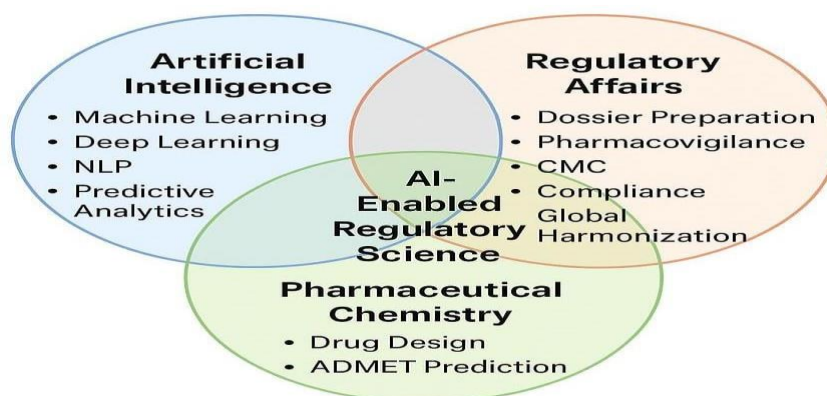 Artificial
Intelligence
• Machine Learning
• Deep Learning
• NLP
• Predictive
Analytics
Regulatory
Affairs
• Dossier Preparation
• Pharmacovigilance
• CMC
• Compliance
Global
Harmonization
AI-
Enabled
Regulatory
Science
Pharmaceutical
Chemistry
• Drug Design
• ADMET Prediction